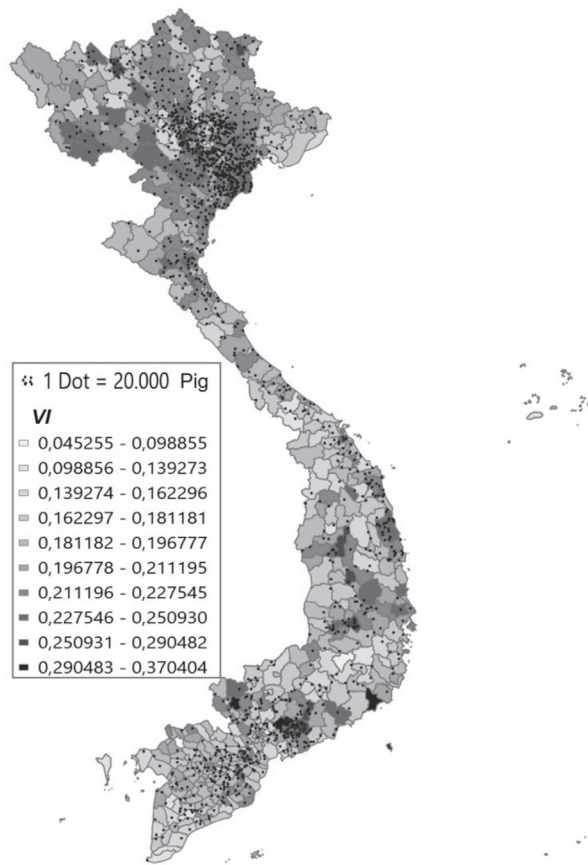 1 Dot = 20.000 Pig
VI
0,045255 - 0,098855
0,098856 - 0,139273
0,139274 - 0,162296
0,162297 - 0,181181
0,181182 - 0,196777
0,196778 - 0,211195
0,211196 - 0,227545
0,227546 - 0,250930
0,250931 - 0,290482
0,290483 - 0,370404